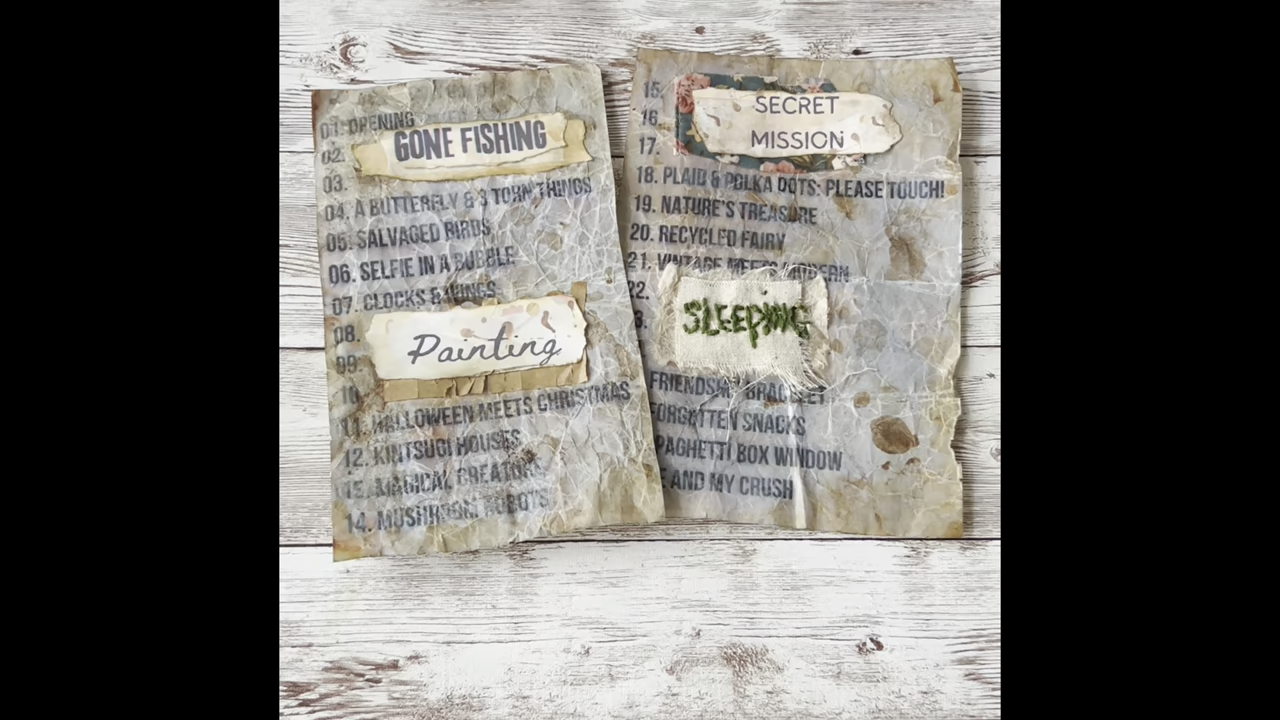 01. OPENING
GONE FISHING
02.
03.
04. A BUTTERFLY & 3 TORN THINGS
05. SALVAGED BIRDS
06. SELFIE IN A BUBBLE
07. CLOCKS & WINGS
08.
Painting
09.
10.
11. HALLOWEEN MEETS CHRISTMAS
12. KINTSUGI HOUSES
13. MAGICAL CREATORS
14. MUSHROOM ROBOTS
15.
SECRET
16.
MISSION
17.
18. PLAID & POLKA DOTS: PLEASE TOUCH!
19. NATURE'S TREASURE
20. RECYCLED FAIRY
21. VINTAGE MEETS MODERN
22.
SLEEPING
3.
FRIENDSHIP BRACELET
FORGOTTEN SNACKS
PAGHETTI BOX WINDOW
E AND MY CRUSH